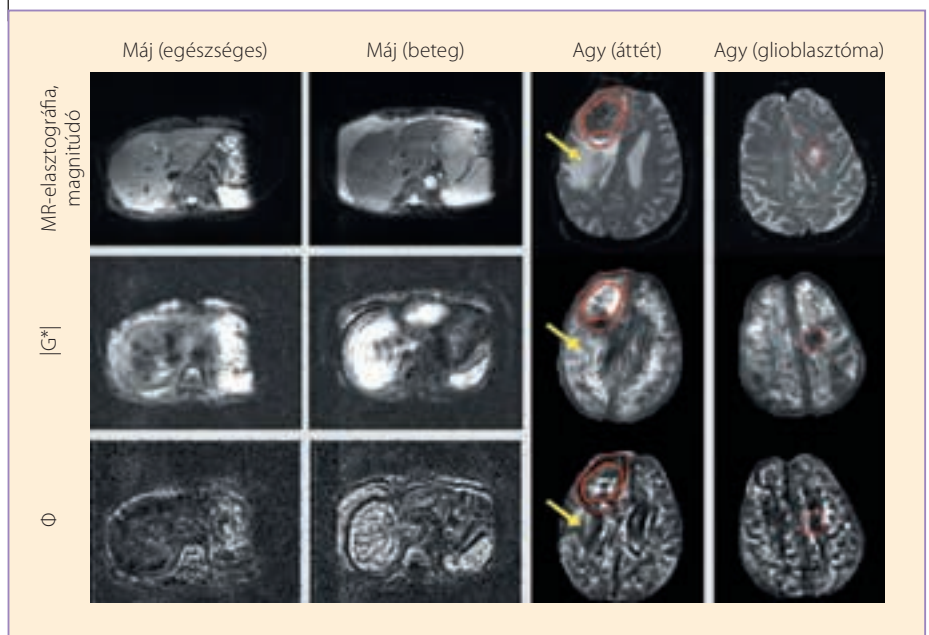 Máj (egészséges) Máj (beteg) Agy (áttét) Agy (glioblasztóma)
MR-elasztográfia,
magnitúdó
|G*|
Φ